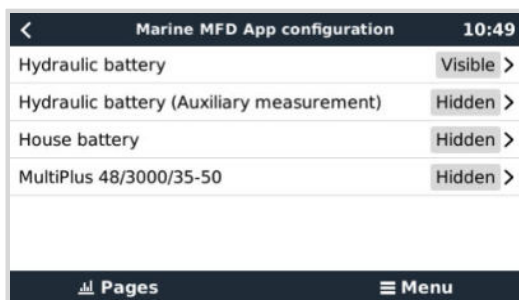 Marine MFD App configuration 10:49
Hydraulic battery Visible
Hydraulic battery (Auxiliary measurement) Hidden
House battery Hidden
MultiPlus 48/3000/35-50 Hidden
Pages Menu